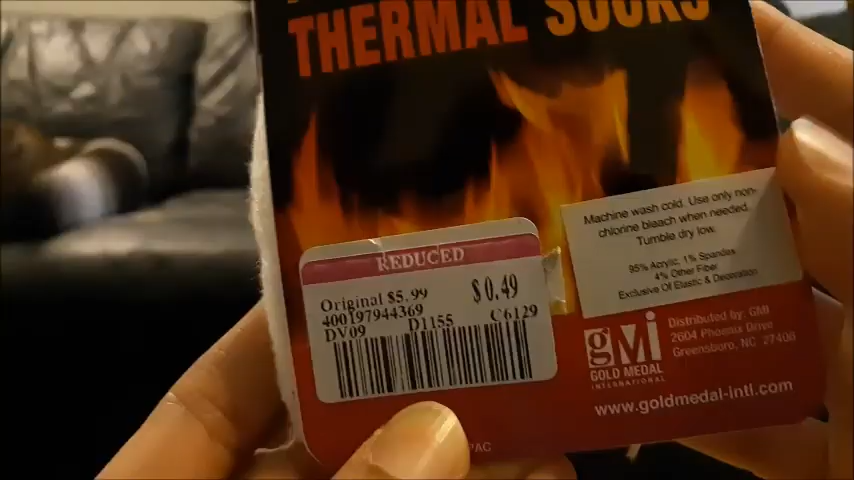 THERMAL SOCKS
REDUCED
Original $5.99
$0.49
400197944369
DV09 D1155 C6129
Machine wash cold. Use only non-
chlorine bleach when needed.
Tumble dry low.
95% Acrylic, 1% Spandex
4% Other Fiber
Exclusive Of Elastic & Decoration
gMi
GOLD MEDAL
INTERNATIONAL
Distributed by: GMI
2604 Phoenix Drive
Greensboro, NC 27406
www.goldmedal-intl.com